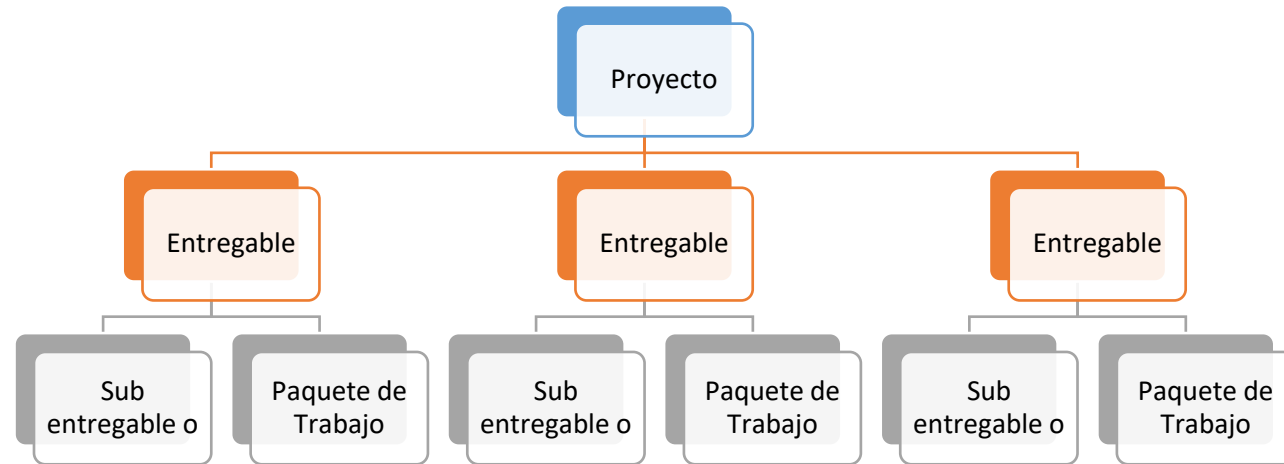 Proyecto
Entregable
Entregable
Entregable
Sub
entregable o
Paquete de
Trabajo
Sub
entregable o
Paquete de
Trabajo
Sub
entregable o
Paquete de
Trabajo